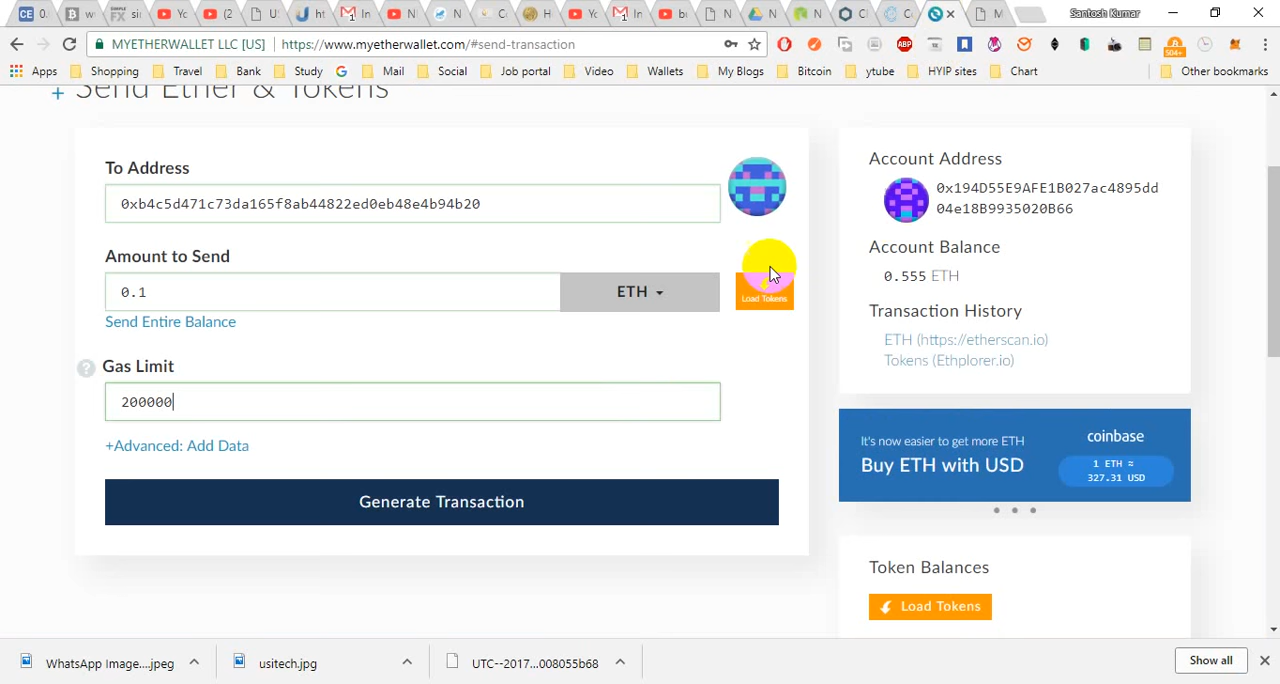 Santosh Kumar
MYETHERWALLET LLC [US] https://www.myetherwallet.com/#send-transaction
Apps Shopping Travel Bank Study Mail Social Job portal Video Wallets My Blogs Bitcoin ytube HYIP sites Chart Other bookmarks
Send Ether & Tokens
To Address
0xb4c5d471c73da165f8ab44822ed0eb48e4b94b20
Amount to Send
0.1 ETH
Load Tokens
Send Entire Balance
Gas Limit
200000
+Advanced: Add Data
Generate Transaction
Account Address
0x194D55E9AFE1B027ac4895dd
04e18B9935020B66
Account Balance
0.555 ETH
Transaction History
ETH (https://etherscan.io)
Tokens (Ethplorer.io)
It's now easier to get more ETH
Buy ETH with USD
coinbase
1 ETH ≈
327.31 USD
Token Balances
Load Tokens
WhatsApp Image....jpeg usitech.jpg Show all